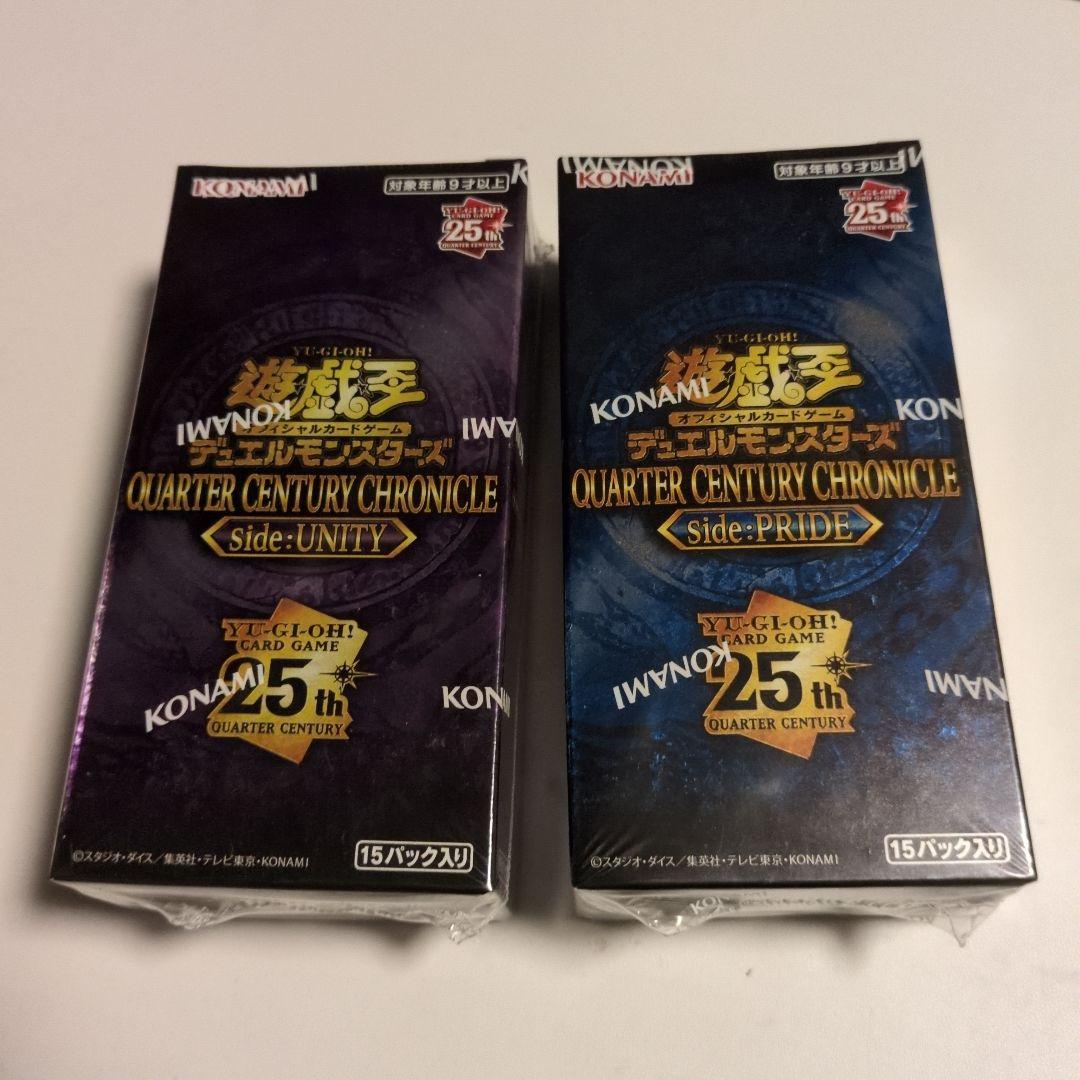 KONAMI
対象年齢9才以上
YU-GI-OH!
CARD GAME
25th
QUARTER CENTURY
YU-GI-OH!
遊☆戯☆王
オフィシャルカードゲーム
デュエルモンスターズ
QUARTER CENTURY CHRONICLE
side:UNITY
KONAMI
KONAMI
YU-GI-OH!
CARD GAME
25th
QUARTER CENTURY
KONAMI
KON
©スタジオ・ダイス/集英社・テレビ東京・KONAMI
15パック入り
KONAMI
KONAMI
対象年齢9才以上
YU-GI-OH!
CARD GAME
25th
QUARTER CENTURY
YU-GI-OH!
遊☆戯☆王
オフィシャルカードゲーム
デュエルモンスターズ
KONAMI
KON
QUARTER CENTURY CHRONICLE
side:PRIDE
YU-GI-OH!
CARD GAME
25th
QUARTER CENTURY
KONAMI
©スタジオ・ダイス/集英社・テレビ東京・KONAMI
15パック入り